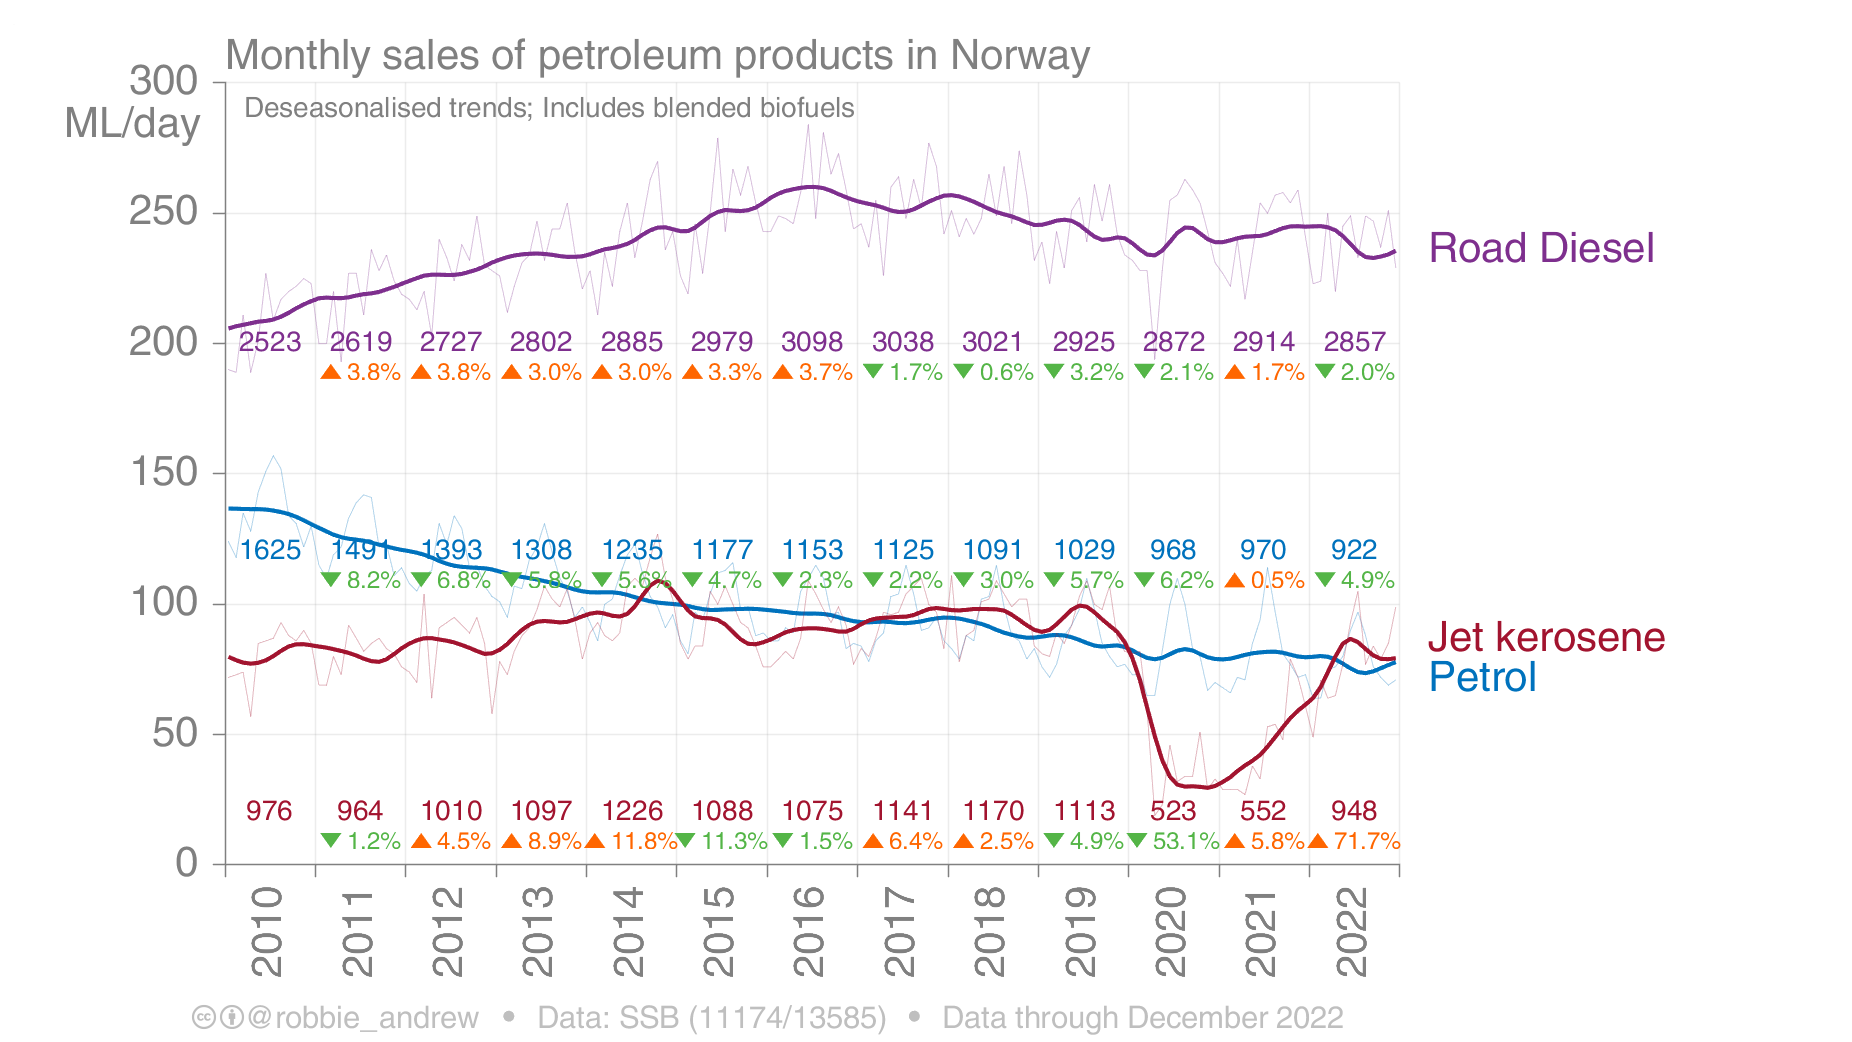 Monthly sales of petroleum products in Norway
300
ML/day
Deseasonalised trends; Includes blended biofuels
250
Road Diesel
200
2523 2619 2727 2802 2885 2979 3098 3038 3021 2925 2872 2914 2857
▲ 3.8% ▲ 3.8% ▲ 3.0% ▲ 3.0% ▲ 3.3% ▲ 3.7% ▼ 1.7% ▼ 0.6% ▼ 3.2% ▼ 2.1% ▲ 1.7% ▼ 2.0%
150
1625 1491 1393 1308 1235 1177 1153 1125 1091 1029 968 970 922
▼ 8.2% ▼ 6.8% ▼ 5.8% ▼ 5.6% ▼ 4.7% ▼ 2.3% ▼ 2.2% ▼ 3.0% ▼ 5.7% ▼ 6.2% ▲ 0.5% ▼ 4.9%
100
Jet kerosene
Petrol
50
976 964 1010 1097 1226 1088 1075 1141 1170 1113 523 552 948
▼ 1.2% ▲ 4.5% ▲ 8.9% ▲ 11.8% ▼ 11.3% ▼ 1.5% ▲ 6.4% ▲ 2.5% ▼ 4.9% ▼ 53.1% ▲ 5.8% ▲ 71.7%
0
2010 2011 2012 2013 2014 2015 2016 2017 2018 2019 2020 2021 2022
cc @robbie_andrew • Data: SSB (11174/13585) • Data through December 2022